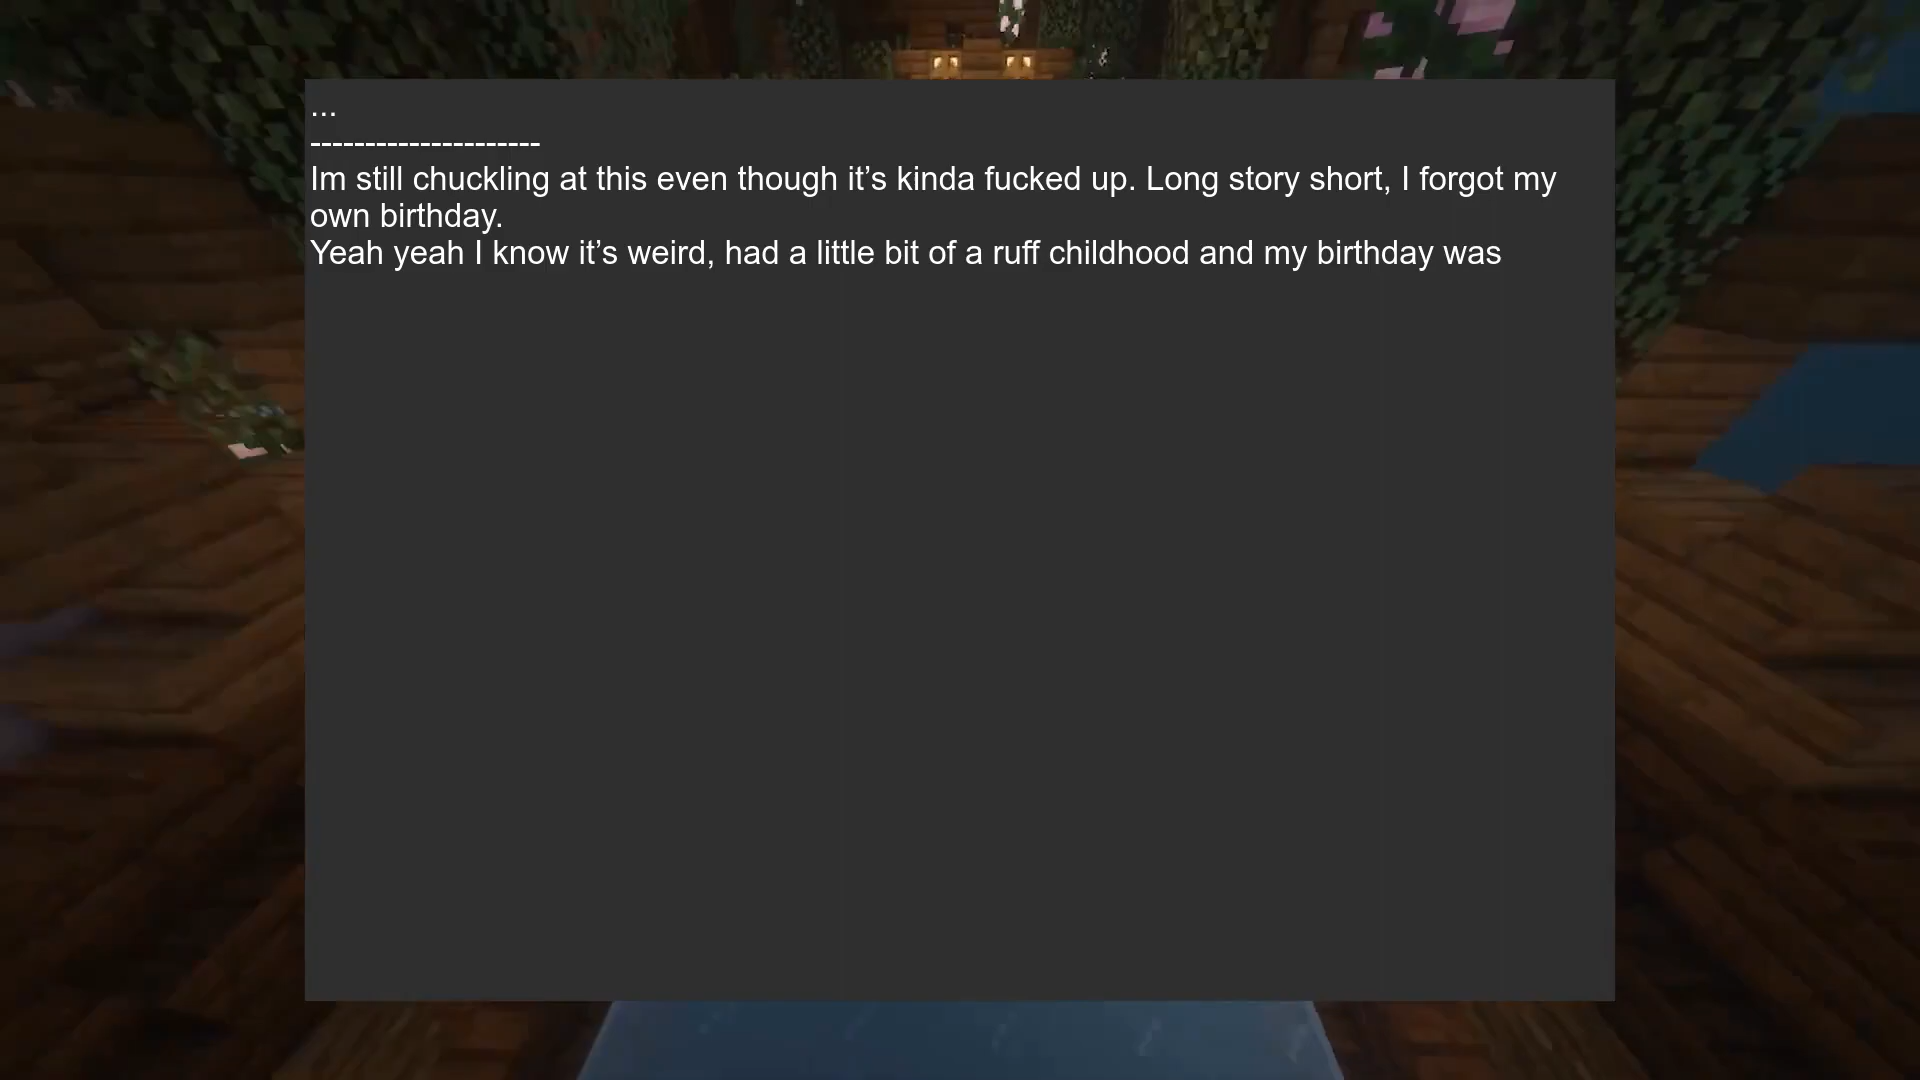 ...
---------------------
Im still chuckling at this even though it’s kinda fucked up. Long story short, I forgot my
own birthday.
Yeah yeah I know it’s weird, had a little bit of a ruff childhood and my birthday was